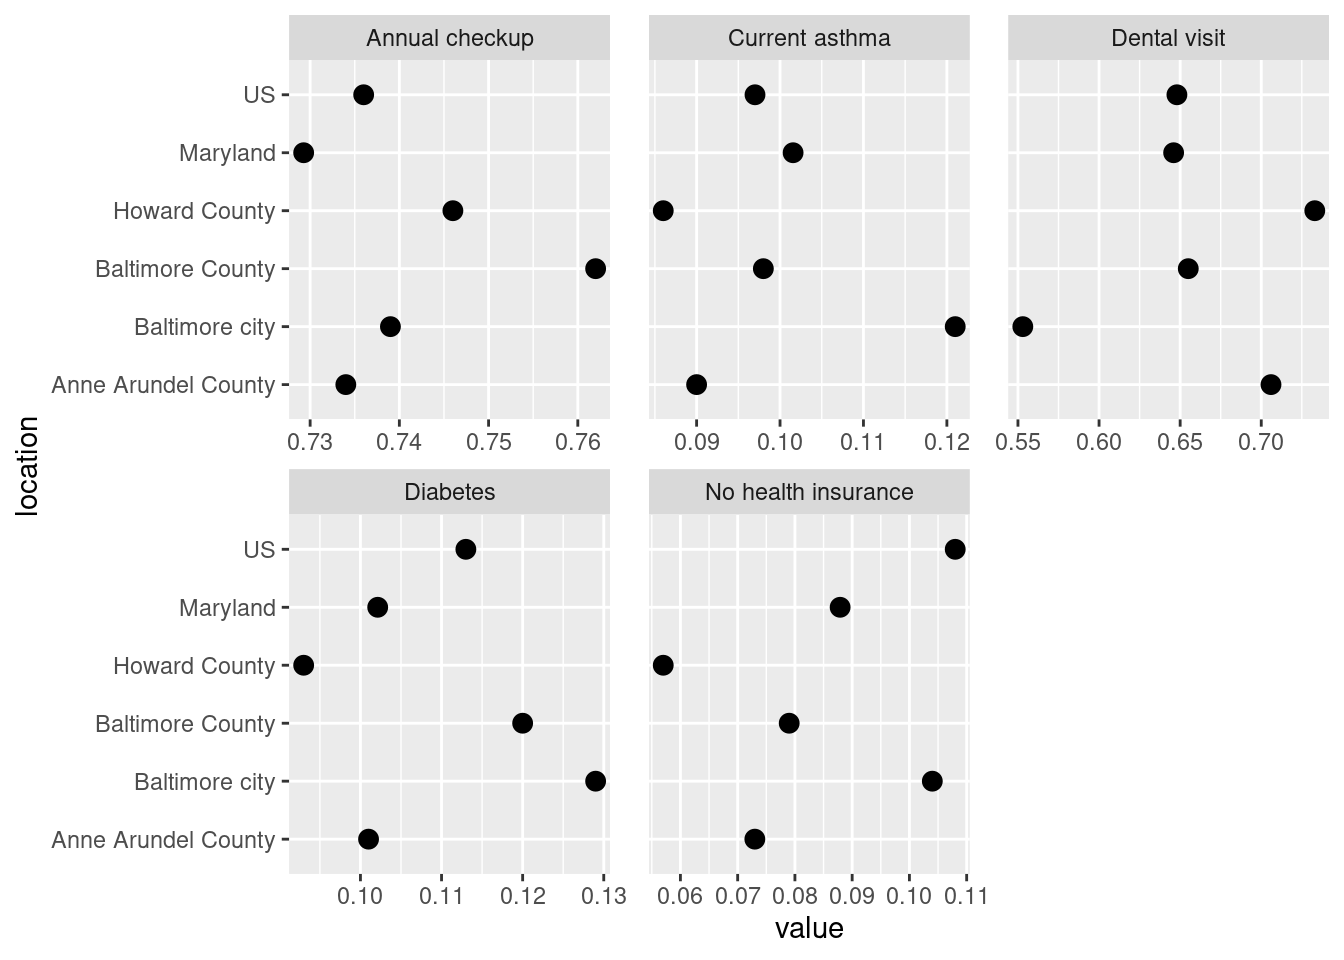 Annual checkup
Current asthma
Dental visit
US
Maryland
Howard County
Baltimore County
Baltimore city
Anne Arundel County
0.73 0.74 0.75 0.76
0.09 0.10 0.11 0.12
0.55 0.60 0.65 0.70
location
Diabetes
No health insurance
US
Maryland
Howard County
Baltimore County
Baltimore city
Anne Arundel County
0.10 0.11 0.12 0.13
0.06 0.07 0.08 0.09 0.10 0.11
value